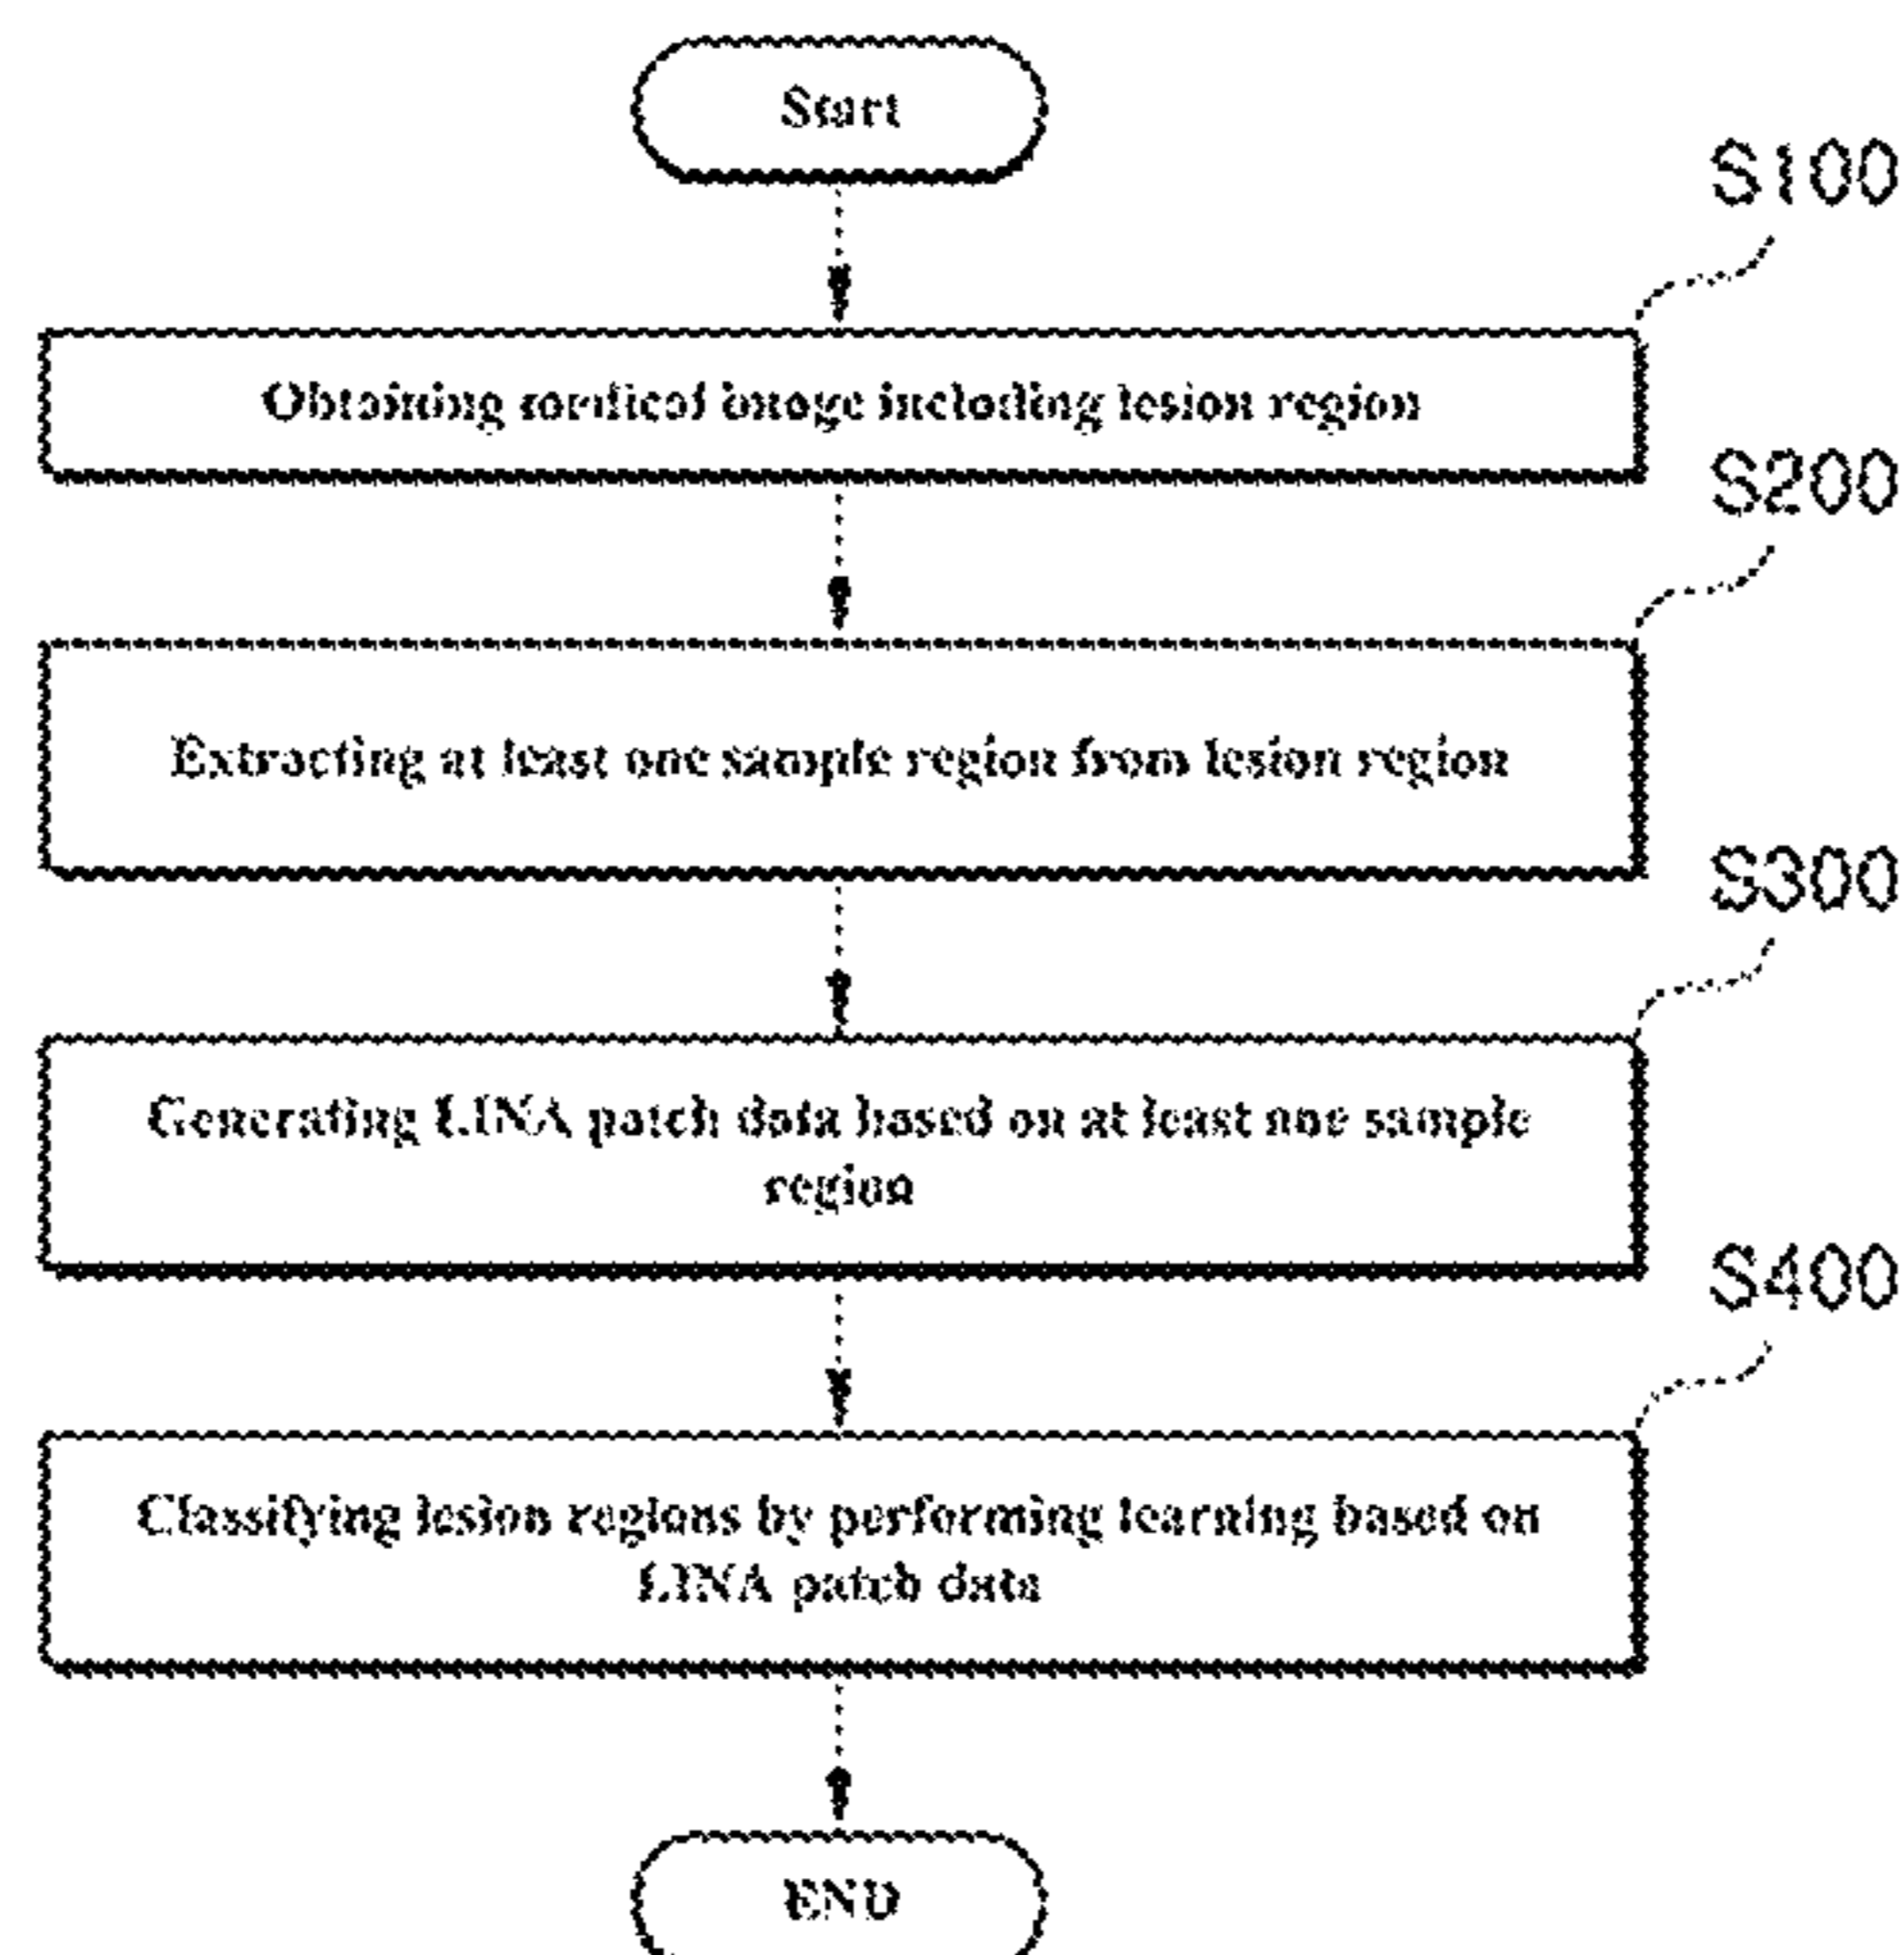 Start
S100
Obtaining medical image including lesion region
S200
Extracting at least one sample region from lesion region
S300
Generating LINA patch data based on at least one sample
region
S400
Classifying lesion regions by performing learning based on
LINA patch data
END